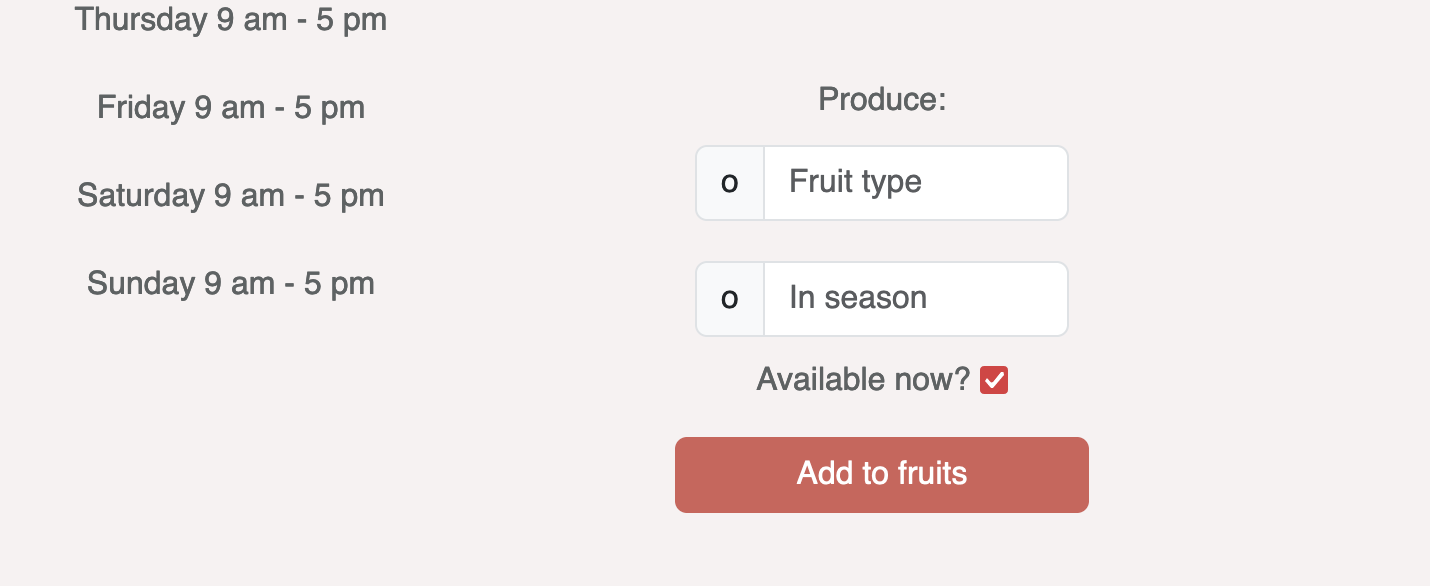 Thursday 9 am - 5 pm
Friday 9 am - 5 pm
Saturday 9 am - 5 pm
Sunday 9 am - 5 pm
Produce:
o Fruit type
o In season
Available now?
Add to fruits